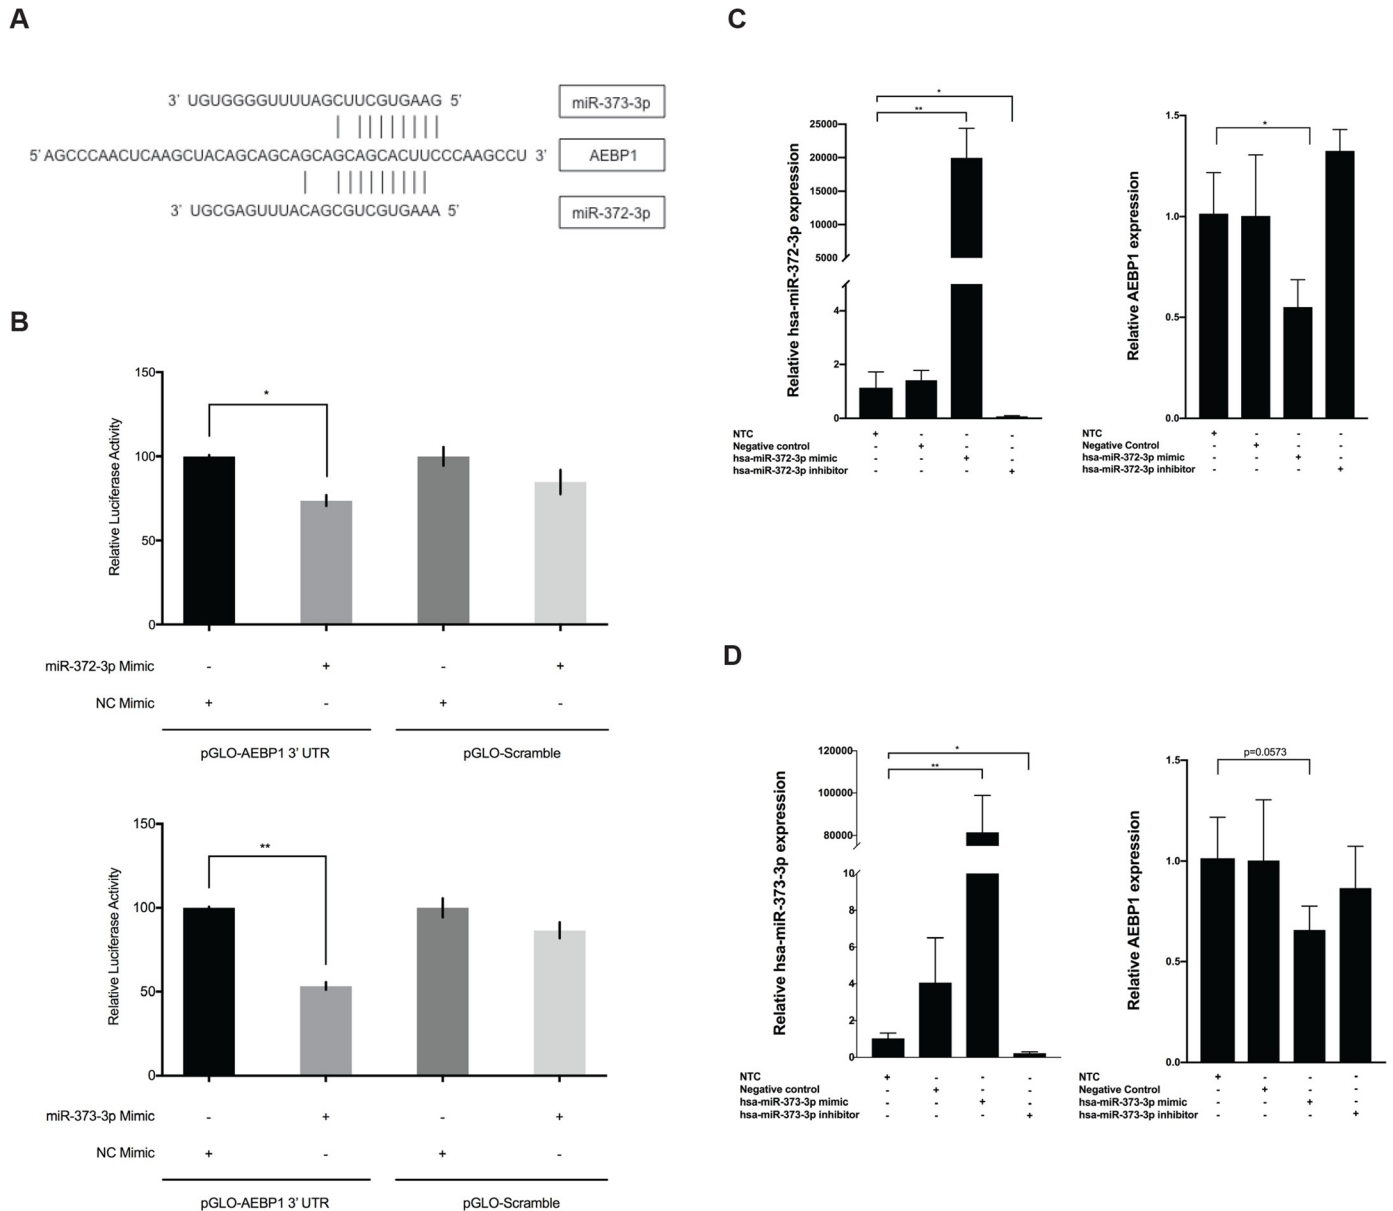 A
3' UGUGGGGUUUUAGCUUCGUGAAG 5'
miR-373-3p
5' AGCCCAACUCAAGCUACAGCAGCAGCAGCAGCACUUCCCAAGCCU 3'
AEBP1
3' UGCGAGUUUACAGCGUCGUGAAA 5'
miR-372-3p
B
Relative Luciferase Activity
150
100
50
0
*
miR-372-3p Mimic - + - +
NC Mimic + - + -
pGLO-AEBP1 3' UTR
pGLO-Scramble
Relative Luciferase Activity
150
100
50
0
**
miR-373-3p Mimic - + - +
NC Mimic + - + -
pGLO-AEBP1 3' UTR
pGLO-Scramble
C
Relative hsa-miR-372-3p expression
25000
20000
15000
10000
5000
4
2
0
*
**
NTC + - - -
Negative control - + - -
hsa-miR-372-3p mimic - - + -
hsa-miR-372-3p inhibitor - - - +
Relative AEBP1 expression
1.5
1.0
0.5
0.0
*
NTC + - - -
Negative Control - + - -
hsa-miR-372-3p mimic - - + -
hsa-miR-372-3p inhibitor - - - +
D
Relative hsa-miR-373-3p expression
120000
100000
80000
10
8
6
4
2
0
*
**
NTC + - - -
Negative control - + - -
hsa-miR-373-3p mimic - - + -
hsa-miR-373-3p inhibitor - - - +
Relative AEBP1 expression
1.5
1.0
0.5
0.0
p=0.0573
NTC + - - -
Negative Control - + - -
hsa-miR-373-3p mimic - - + -
hsa-miR-373-3p inhibitor - - - +